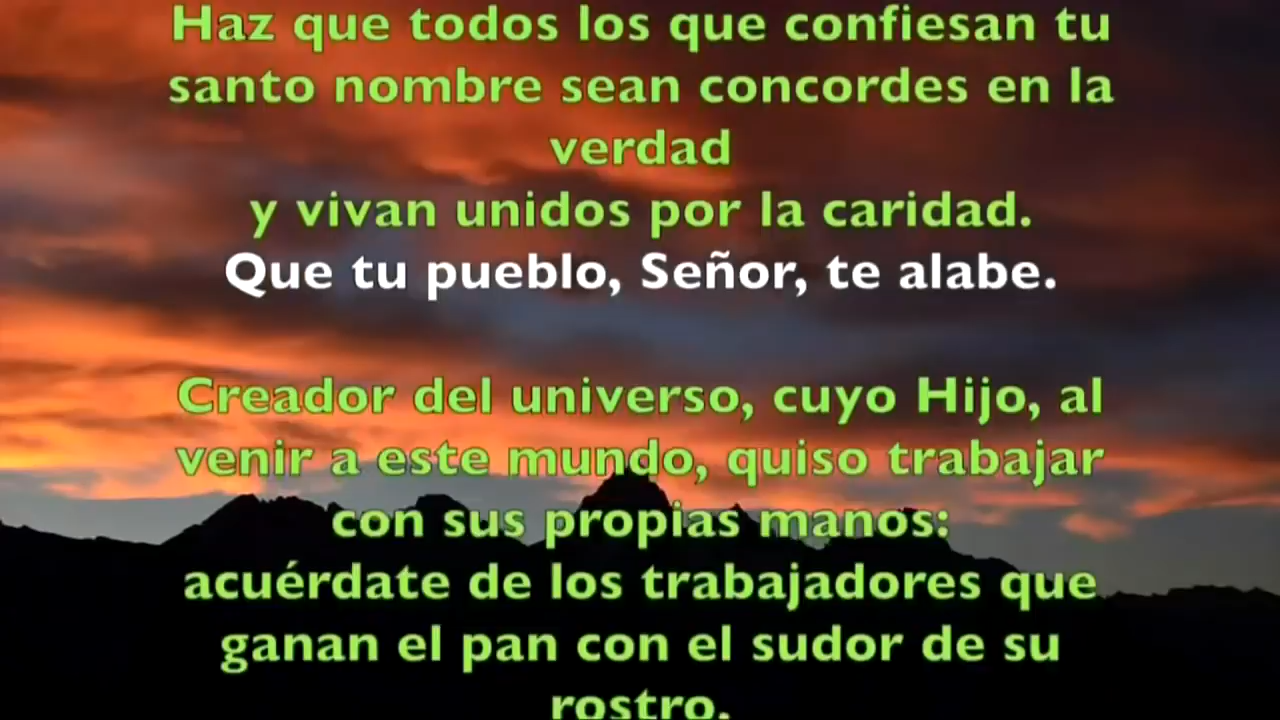 Haz que todos los que confiesan tu
santo nombre sean concordes en la
verdad
y vivan unidos por la caridad.
Que tu pueblo, Señor, te alabe.
Creador del universo, cuyo Hijo, al
venir a este mundo, quiso trabajar
con sus propias manos:
acuérdate de los trabajadores que
ganan el pan con el sudor de su
rostro.